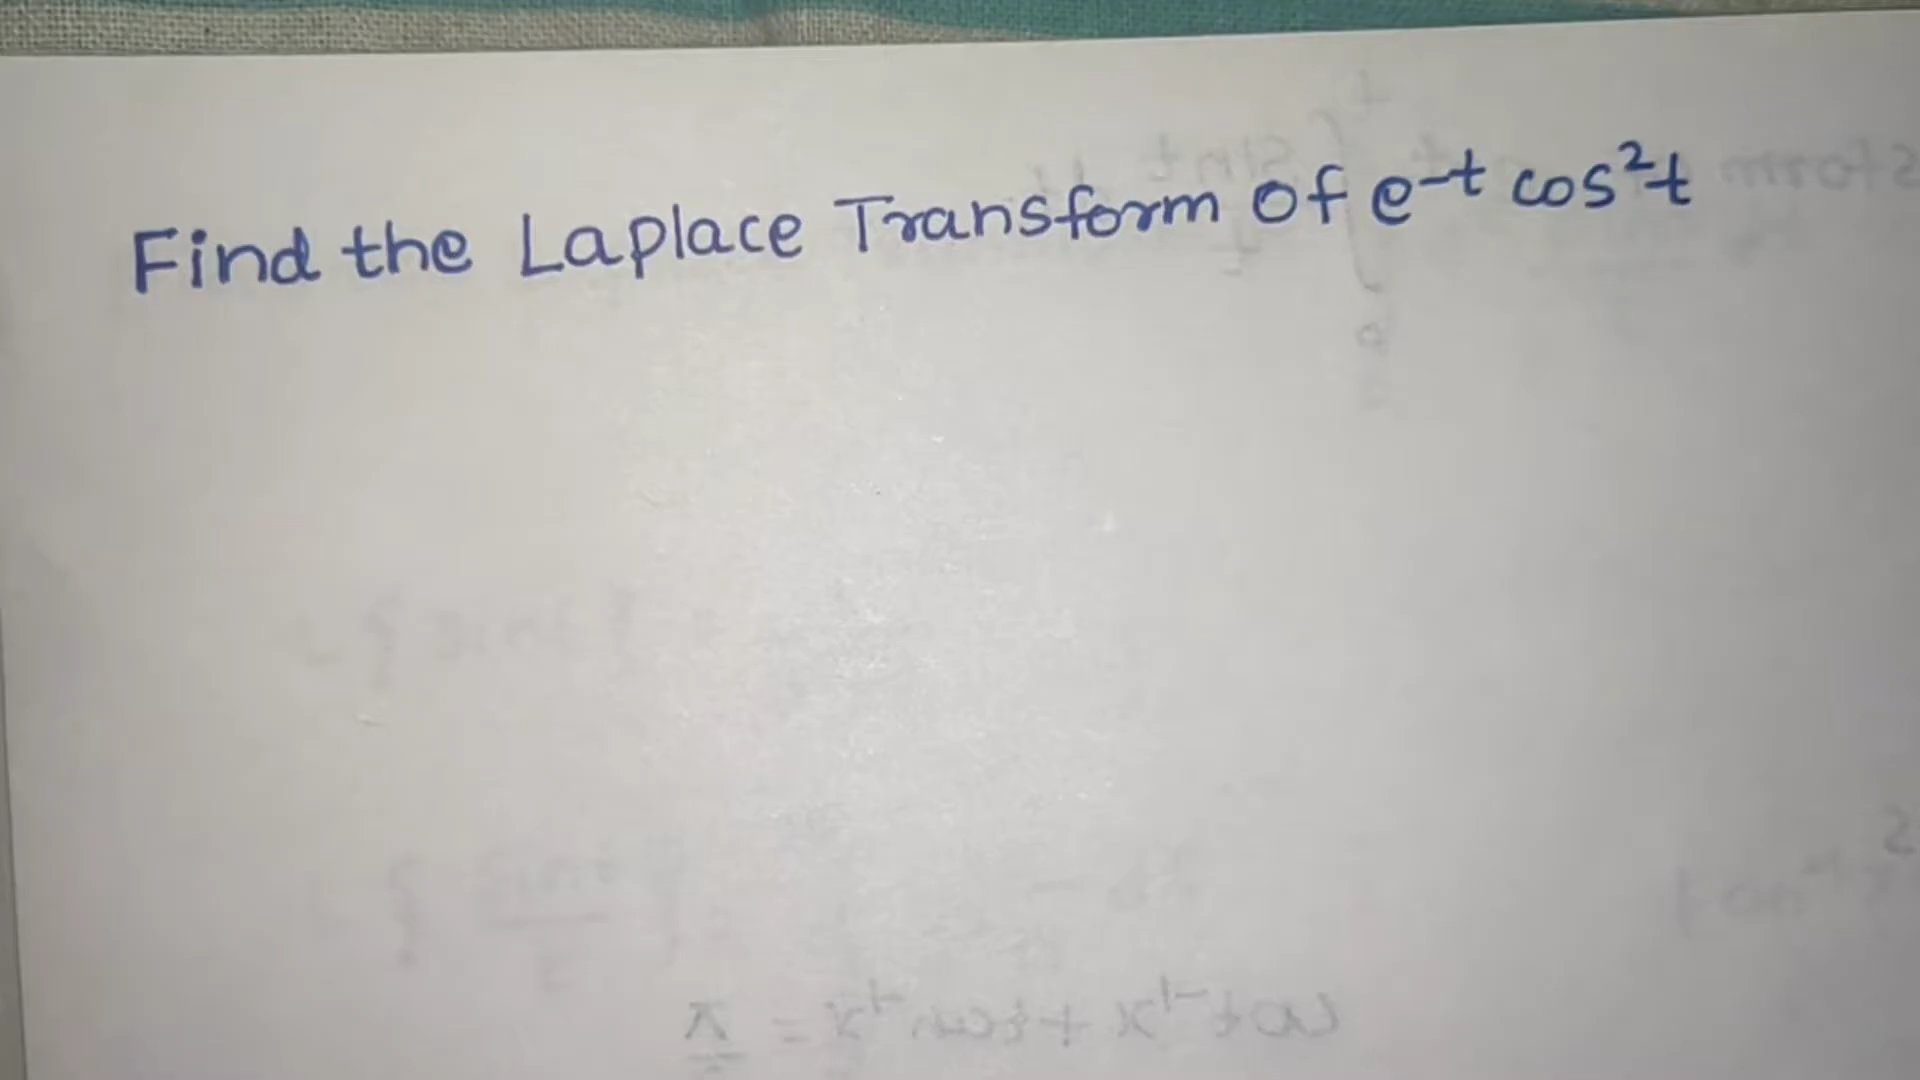 Find the Laplace Transform of e⁻ᵗ cos²t